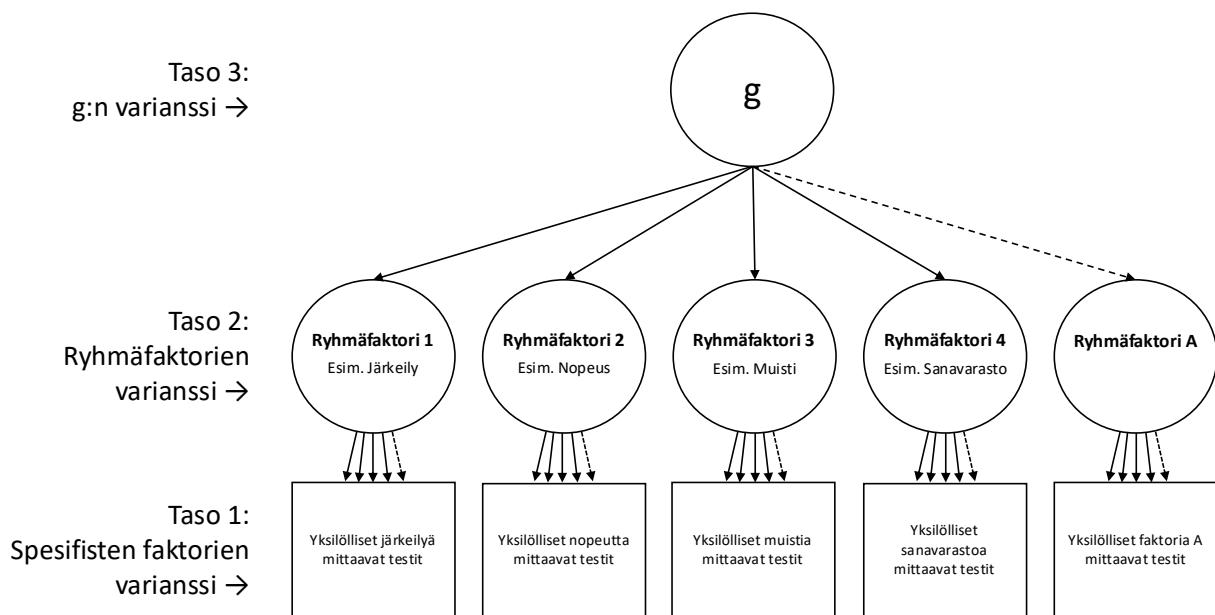 Taso 3:
g:n varianssi →
g
Taso 2:
Ryhmäfaktorien
varianssi →
Ryhmäfaktori 1
Esim. Järkeily
Ryhmäfaktori 2
Esim. Nopeus
Ryhmäfaktori 3
Esim. Muisti
Ryhmäfaktori 4
Esim. Sanavarasto
Ryhmäfaktori A
Taso 1:
Spesifisten faktorien
varianssi →
Yksilölliset järkeilyä
mittaavat testit
Yksilölliset nopeutta
mittaavat testit
Yksilölliset muistia
mittaavat testit
Yksilölliset
sanavarastoa
mittaavat testit
Yksilölliset faktoria A
mittaavat testit